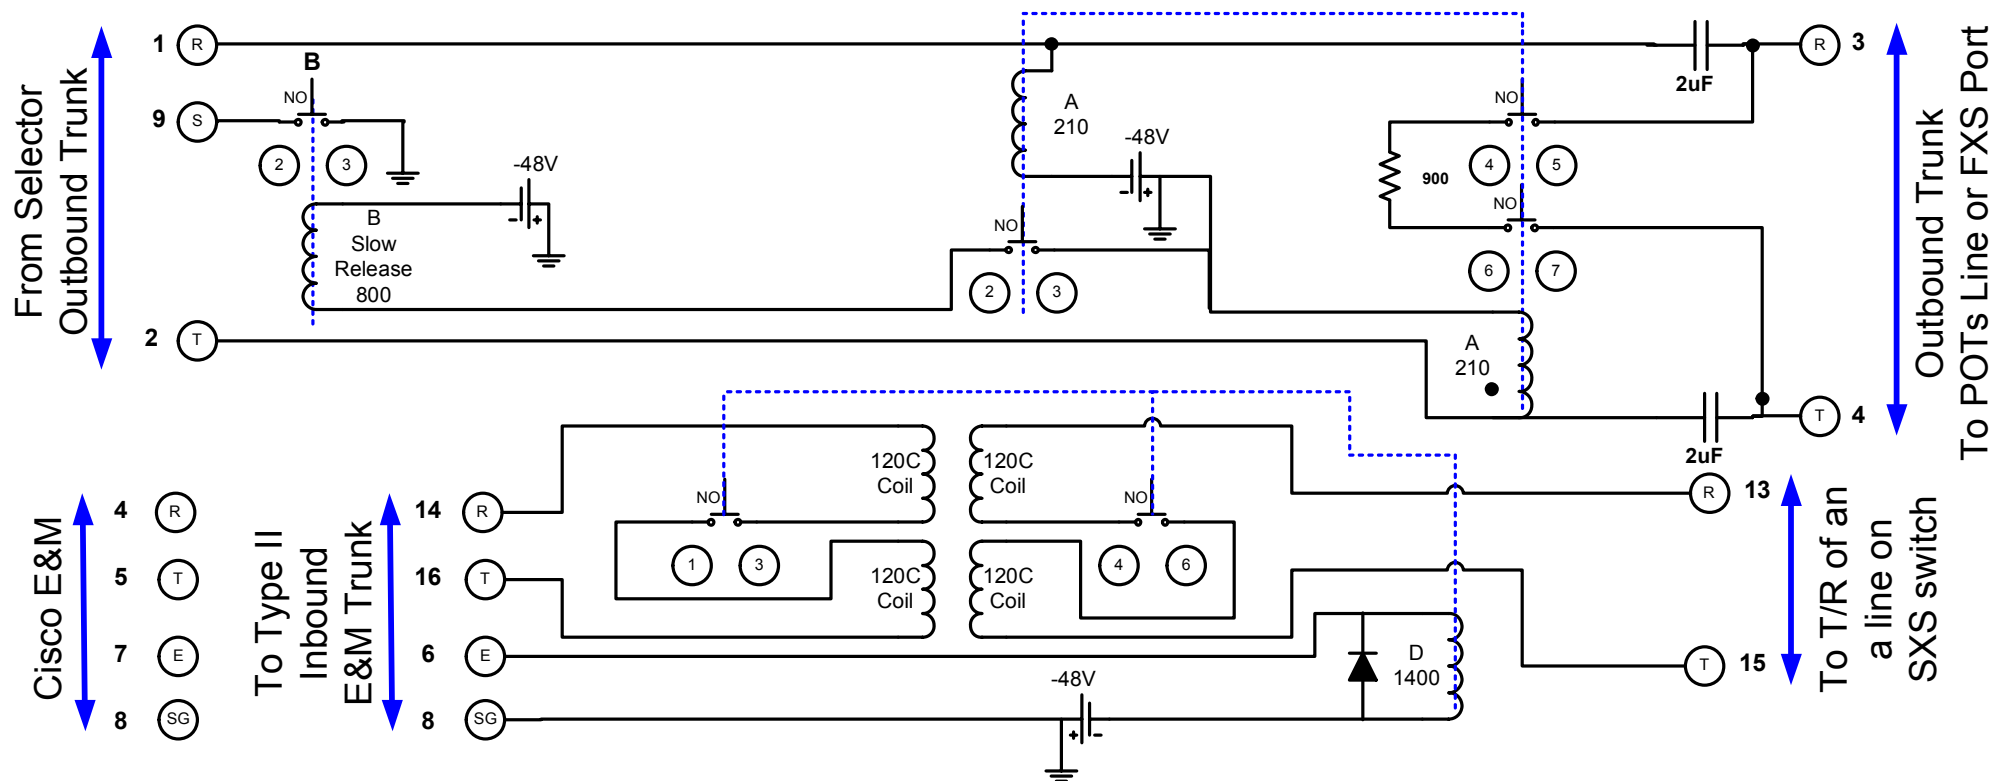 From Selector
Outbound Trunk
1 R
B
NO
9 S
2 3
-48V
- +
B
Slow
Release
800
2 T
A
210
-48V
- +
NO
2 3
2uF
R 3
NO
4 5
900
NO
6 7
A
210
2uF
T 4
Outbound Trunk
To POTs Line or FXS Port
Cisco E&M
4 R
5 T
7 E
8 SG
To Type II
Inbound
E&M Trunk
14 R
16 T
6 E
8 SG
NO
1 3
120C
Coil
120C
Coil
120C
Coil
120C
Coil
NO
4 6
-48V
+ -
D
1400
R 13
T 15
To T/R of an
a line on
SXS switch